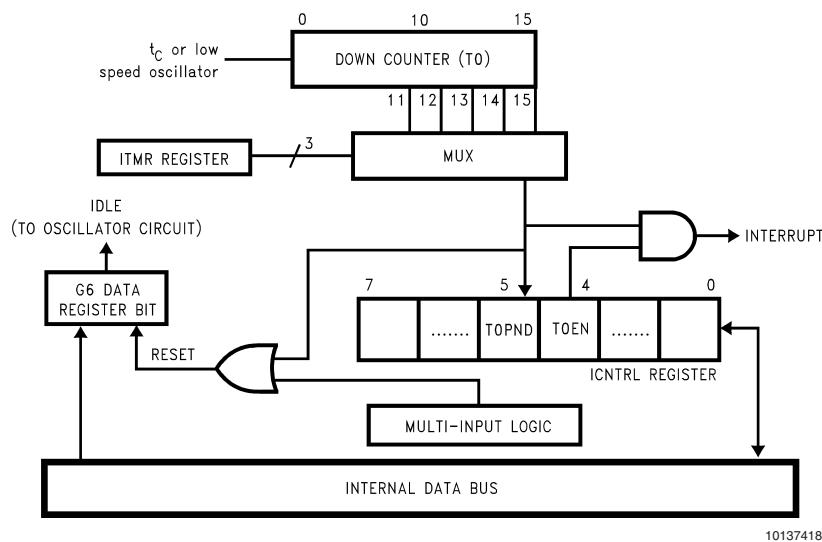 0 10 15
t_C or low
speed oscillator
DOWN COUNTER (T0)
11 12 13 14 15
ITMR REGISTER
3
MUX
IDLE
(TO OSCILLATOR CIRCUIT)
INTERRUPT
G6 DATA
REGISTER BIT
7 5 4 0
....... TOPND TOEN .......
RESET
ICNTRL REGISTER
MULTI-INPUT LOGIC
INTERNAL DATA BUS
10137418